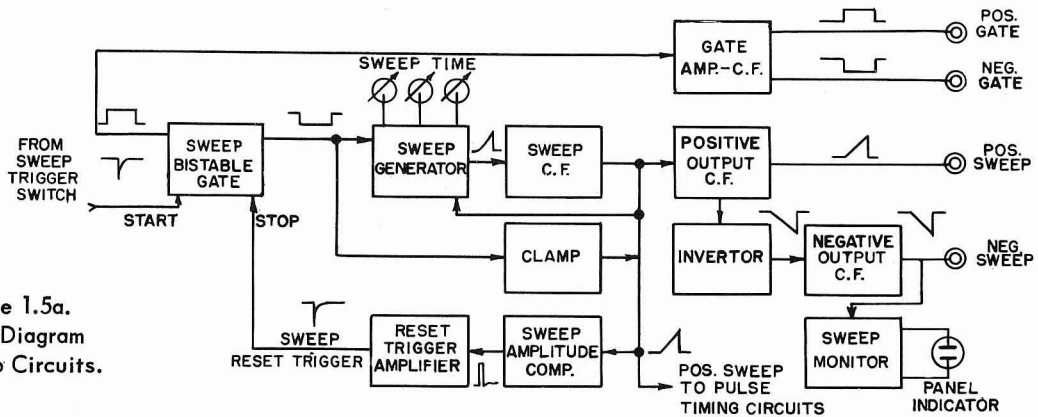 POS.
GATE
NEG.
GATE
GATE
AMP.-C.F.
SWEEP TIME
FROM
SWEEP
TRIGGER
SWITCH
START
STOP
SWEEP
BISTABLE
GATE
SWEEP
GENERATOR
SWEEP
C.F.
POSITIVE
OUTPUT
C.F.
POS.
SWEEP
CLAMP
INVERTOR
NEGATIVE
OUTPUT
C.F.
NEG.
SWEEP
e 1.5a.
Diagram
Circuits.
SWEEP
RESET TRIGGER
RESET
TRIGGER
AMPLIFIER
SWEEP
AMPLITUDE
COMP.
POS. SWEEP
TO PULSE
TIMING CIRCUITS
SWEEP
MONITOR
PANEL
INDICATOR